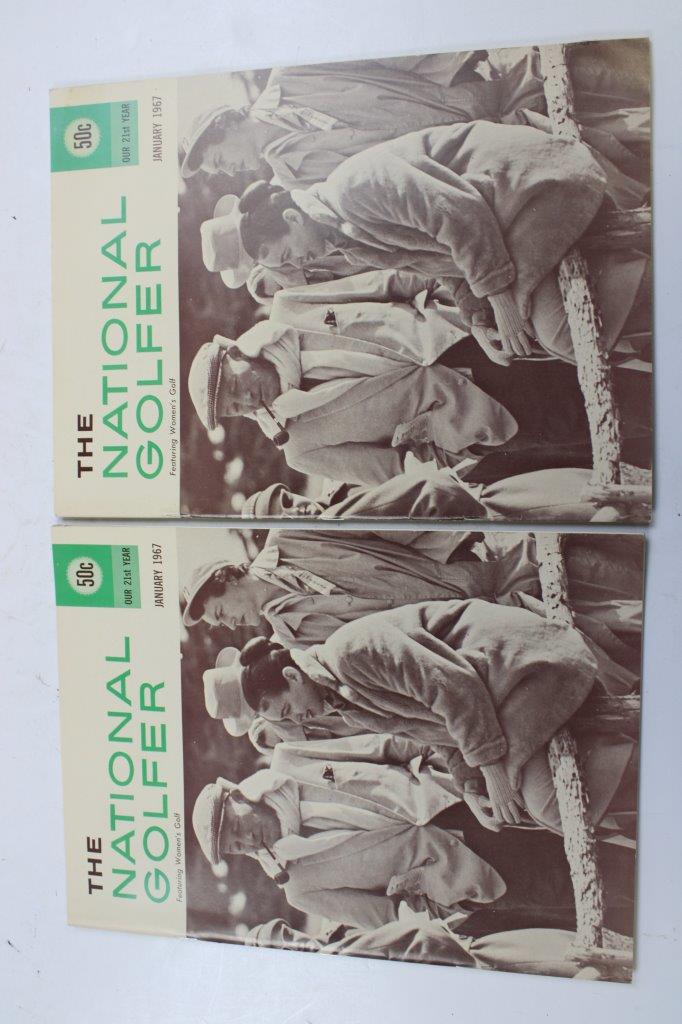 THE
NATIONAL
GOLFER
Featuring Women's Golf
50c
OUR 21st YEAR
JANUARY 1967
THE
NATIONAL
GOLFER
Featuring Women's Golf
50c
OUR 21st YEAR
JANUARY 1967